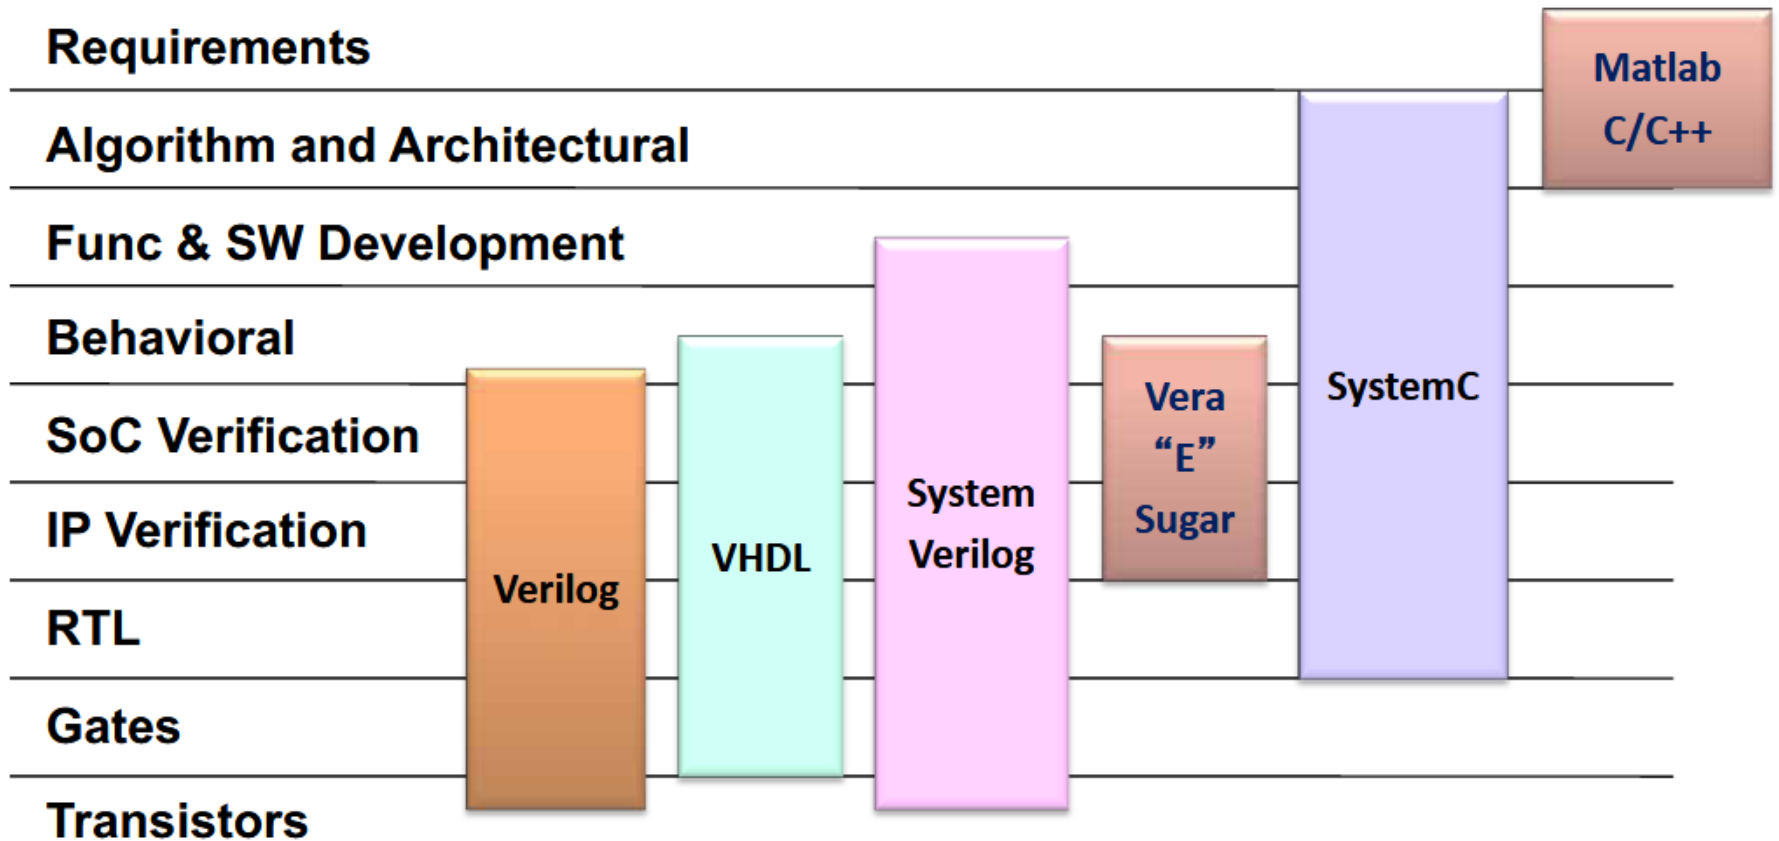 Requirements
Algorithm and Architectural
Func & SW Development
Behavioral
SoC Verification
IP Verification
RTL
Gates
Transistors
Verilog
VHDL
System
Verilog
Vera
“E”
Sugar
SystemC
Matlab
C/C++